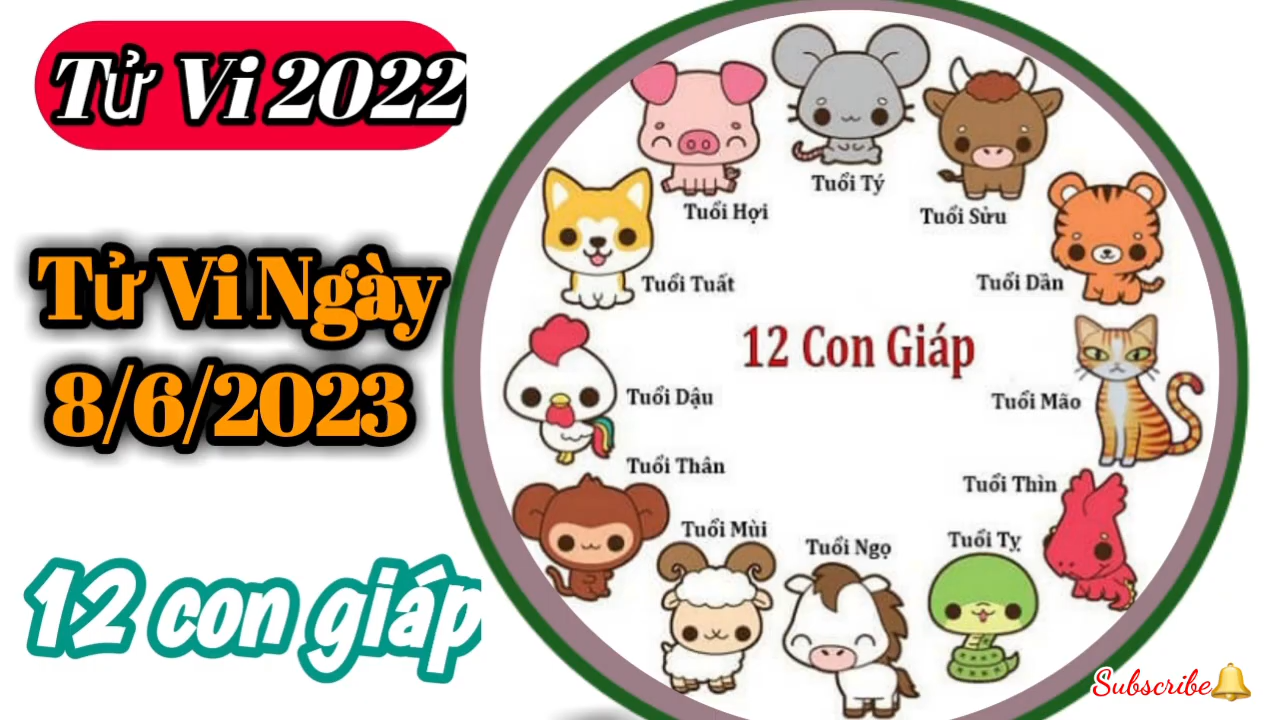 Tử Vi 2022
Tử Vi Ngày
8/6/2023
12 con giáp
Tuổi Tý
Tuổi Hợi
Tuổi Sửu
Tuổi Tuất
Tuổi Dần
12 Con Giáp
Tuổi Dậu
Tuổi Mão
Tuổi Thân
Tuổi Thìn
Tuổi Mùi
Tuổi Ngọ
Tuổi Tỵ
Subscribe